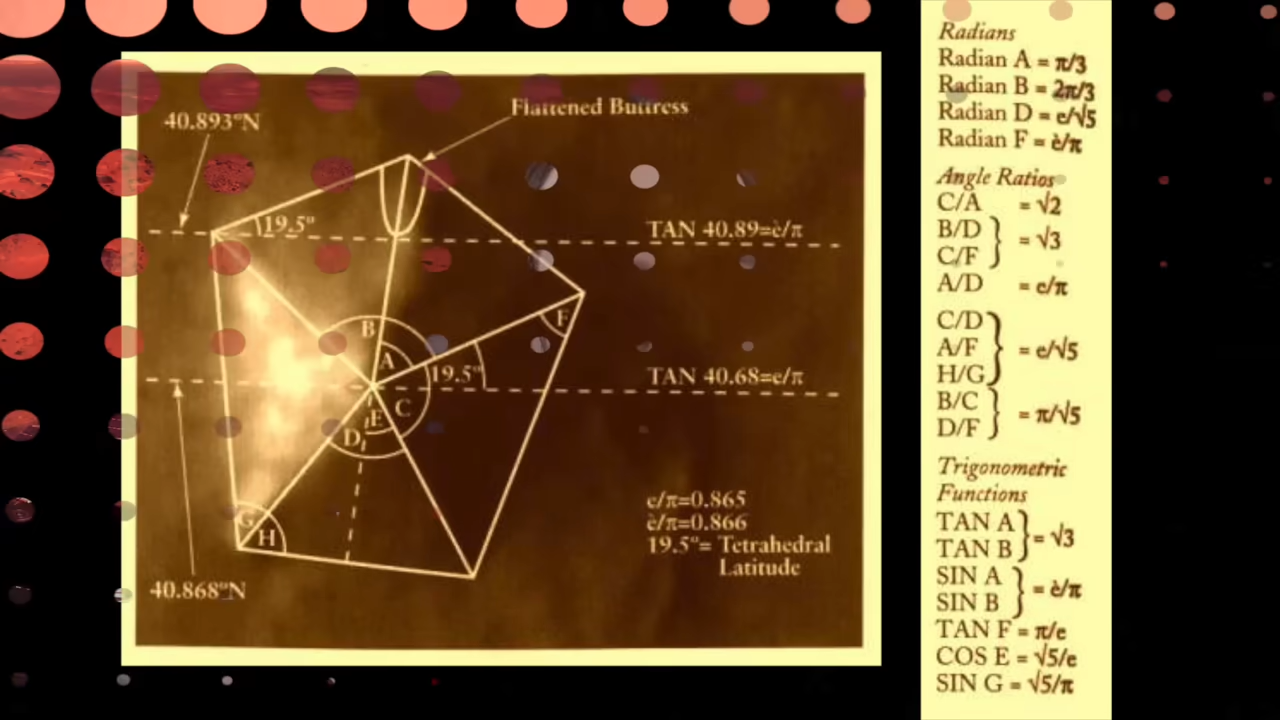 Flattened Buttress
40.893°N
19.5°
TAN 40.89=è/π
B
A
F
19.5°
TAN 40.68=e/π
C
E
D
G
H
e/π=0.865
è/π=0.866
19.5°= Tetrahedral
Latitude
40.868°N
Radians
Radian A = π/3
Radian B = 2π/3
Radian D = e/√5
Radian F = è/π
Angle Ratios
C/A = √2
B/D
C/F = √3
A/D = e/π
C/D
A/F = e/√5
H/G
B/C
D/F = π/√5
Trigonometric
Functions
TAN A
TAN B = √3
SIN A
SIN B = è/π
TAN F = π/e
COS E = √5/e
SIN G = √5/π